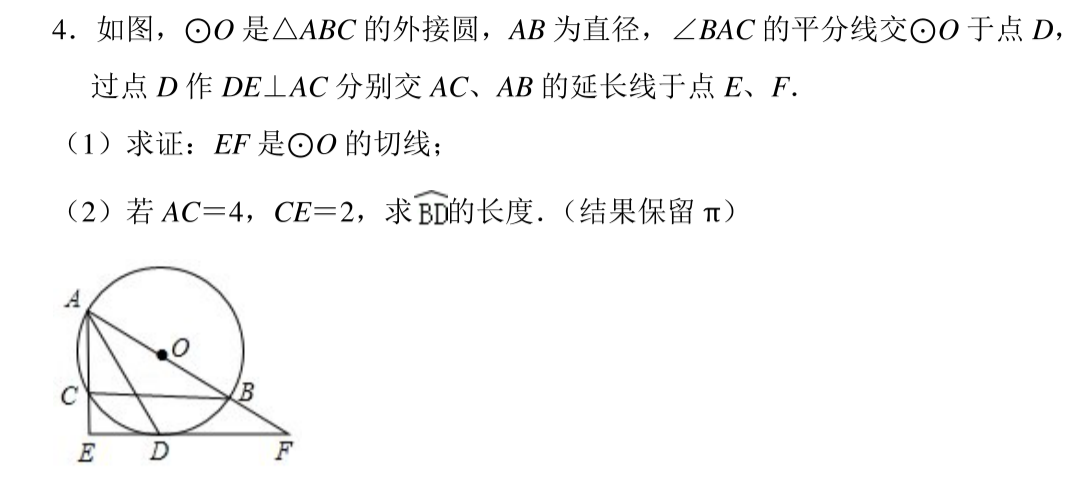 4．如图，⊙O 是△ABC 的外接圆，AB 为直径，∠BAC 的平分线交⊙O 于点 D，
过点 D 作 DE⊥AC 分别交 AC、AB 的延长线于点 E、F．
（1）求证：EF 是⊙O 的切线；
（2）若 AC＝4，CE＝2，求$\overset{\frown}{BD}$的长度．（结果保留 π）
A
O
C
B
E D F